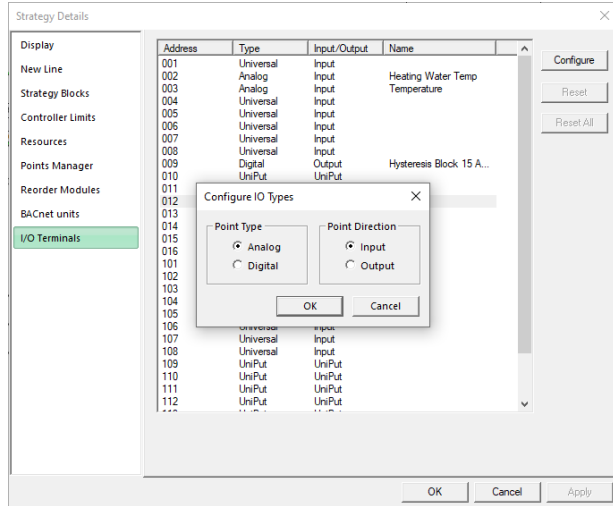 Strategy Details
Display
New Line
Strategy Blocks
Controller Limits
Resources
Points Manager
Reorder Modules
BACnet units
I/O Terminals
Address Type Input/Output Name
001 Universal Input
002 Analog Input Heating Water Temp
003 Analog Input Temperature
004 Universal Input
005 Universal Input
006 Universal Input
007 Universal Input
008 Universal Input
009 Digital Output Hysteresis Block 15 A...
010 UniPut UniPut
011
012
013
014
015
016
101
102
103
104
105
106 Universal Input
107 Universal Input
108 Universal Input
109 UniPut UniPut
110 UniPut UniPut
111 UniPut UniPut
112 UniPut UniPut
Configure
Reset
Reset All
Configure IO Types
Point Type Point Direction
Analog Input
Digital Output
OK Cancel
OK Cancel Apply